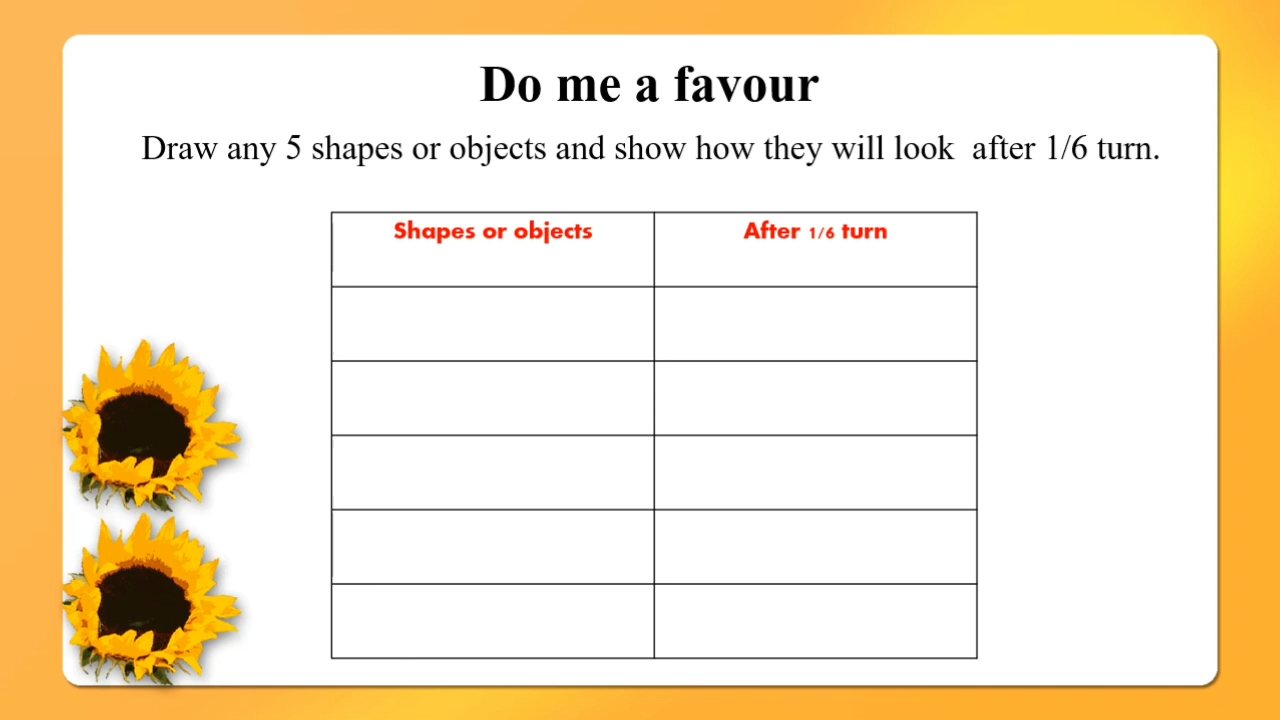 Do me a favour
Draw any 5 shapes or objects and show how they will look  after 1/6 turn.
Shapes or objects
After 1/6 turn